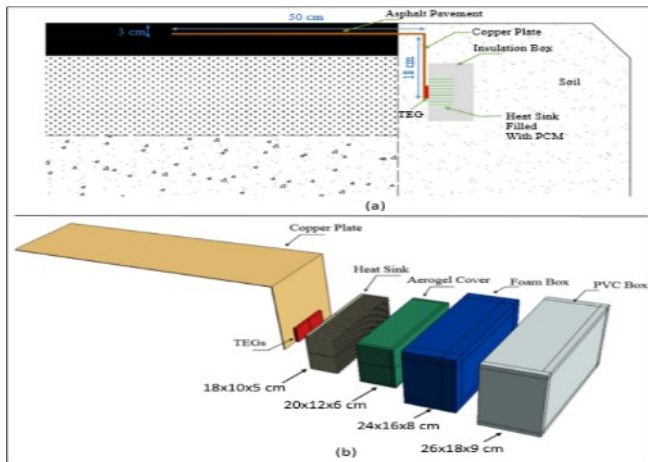 50 cm
Asphalt Pavement
3 cm
Copper Plate
Insulation Box
18 cm
Soil
TEG
Heat Sink
Filled
With PCM
(a)
Copper Plate
Heat Sink
Aerogel Cover
Foam Box
PVC Box
TEGs
18x10x5 cm
20x12x6 cm
24x16x8 cm
26x18x9 cm
(b)